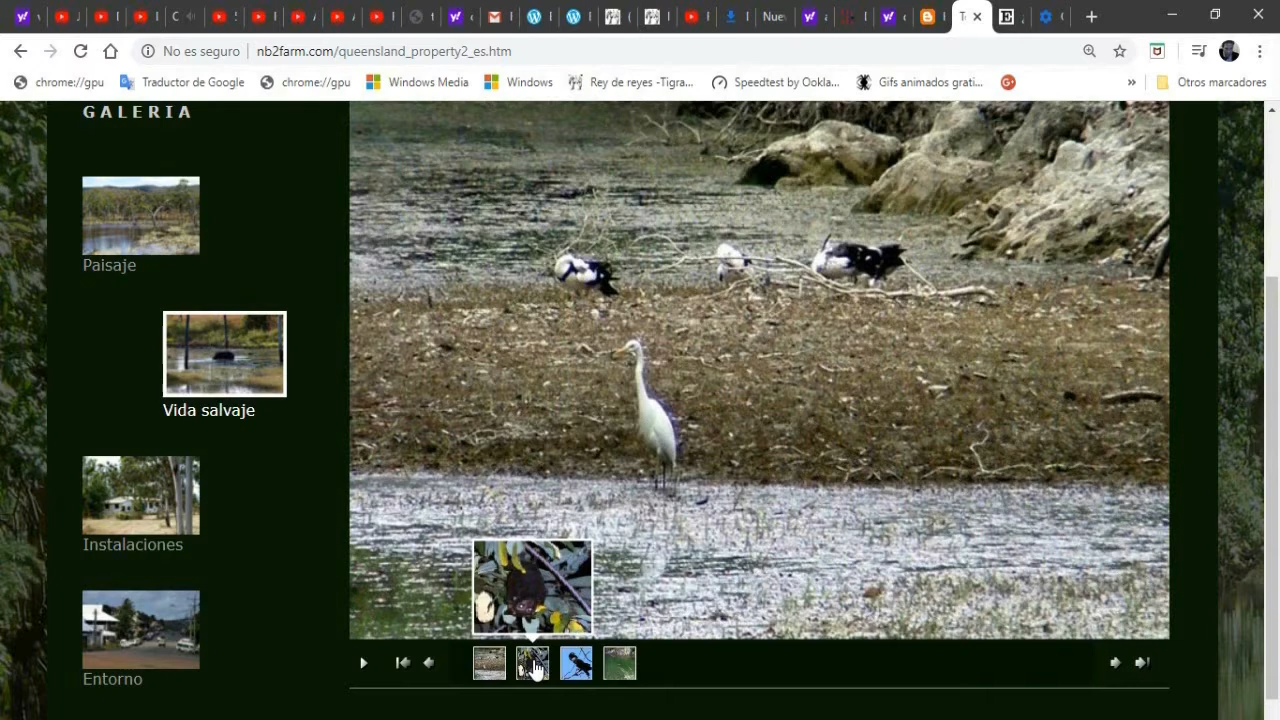 No es seguro
nb2farm.com/queensland_property2_es.htm
chrome://gpu
Traductor de Google
chrome://gpu
Windows Media
Windows
Rey de reyes -Tigra...
Speedtest by Ookla...
Gifs animados grati...
»
Otros marcadores
GALERIA
Paisaje
Vida salvaje
Instalaciones
Entorno